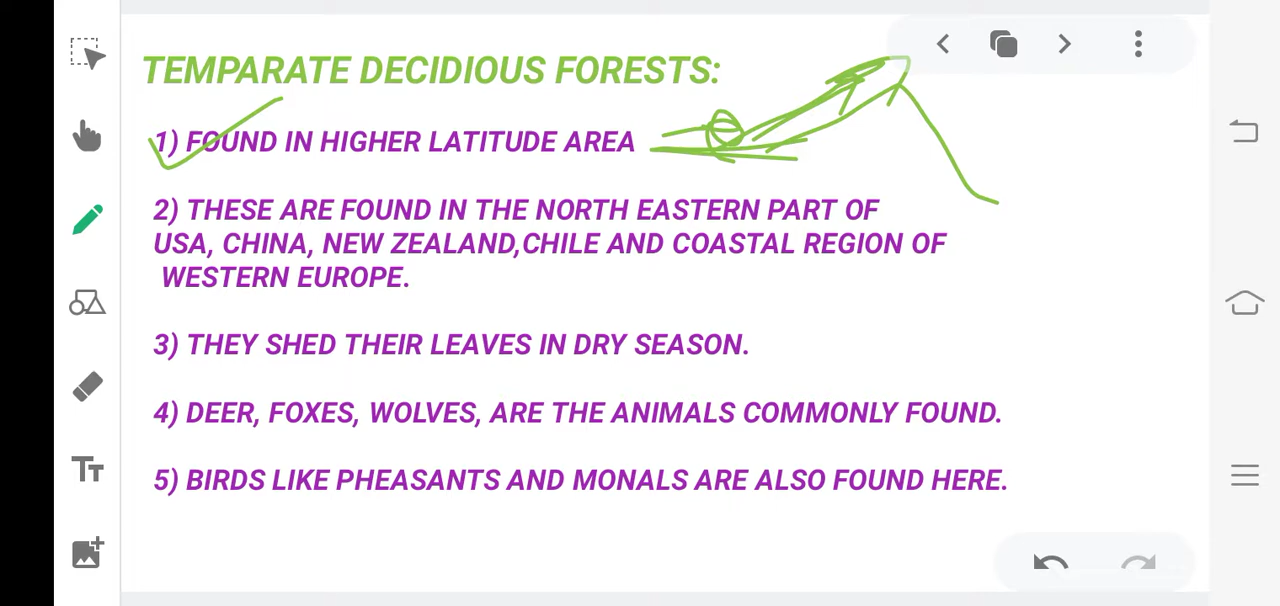 TEMPARATE DECIDIOUS FORESTS:
1) FOUND IN HIGHER LATITUDE AREA
2) THESE ARE FOUND IN THE NORTH EASTERN PART OF
USA, CHINA, NEW ZEALAND,CHILE AND COASTAL REGION OF
WESTERN EUROPE.
3) THEY SHED THEIR LEAVES IN DRY SEASON.
4) DEER, FOXES, WOLVES, ARE THE ANIMALS COMMONLY FOUND.
5) BIRDS LIKE PHEASANTS AND MONALS ARE ALSO FOUND HERE.
TT